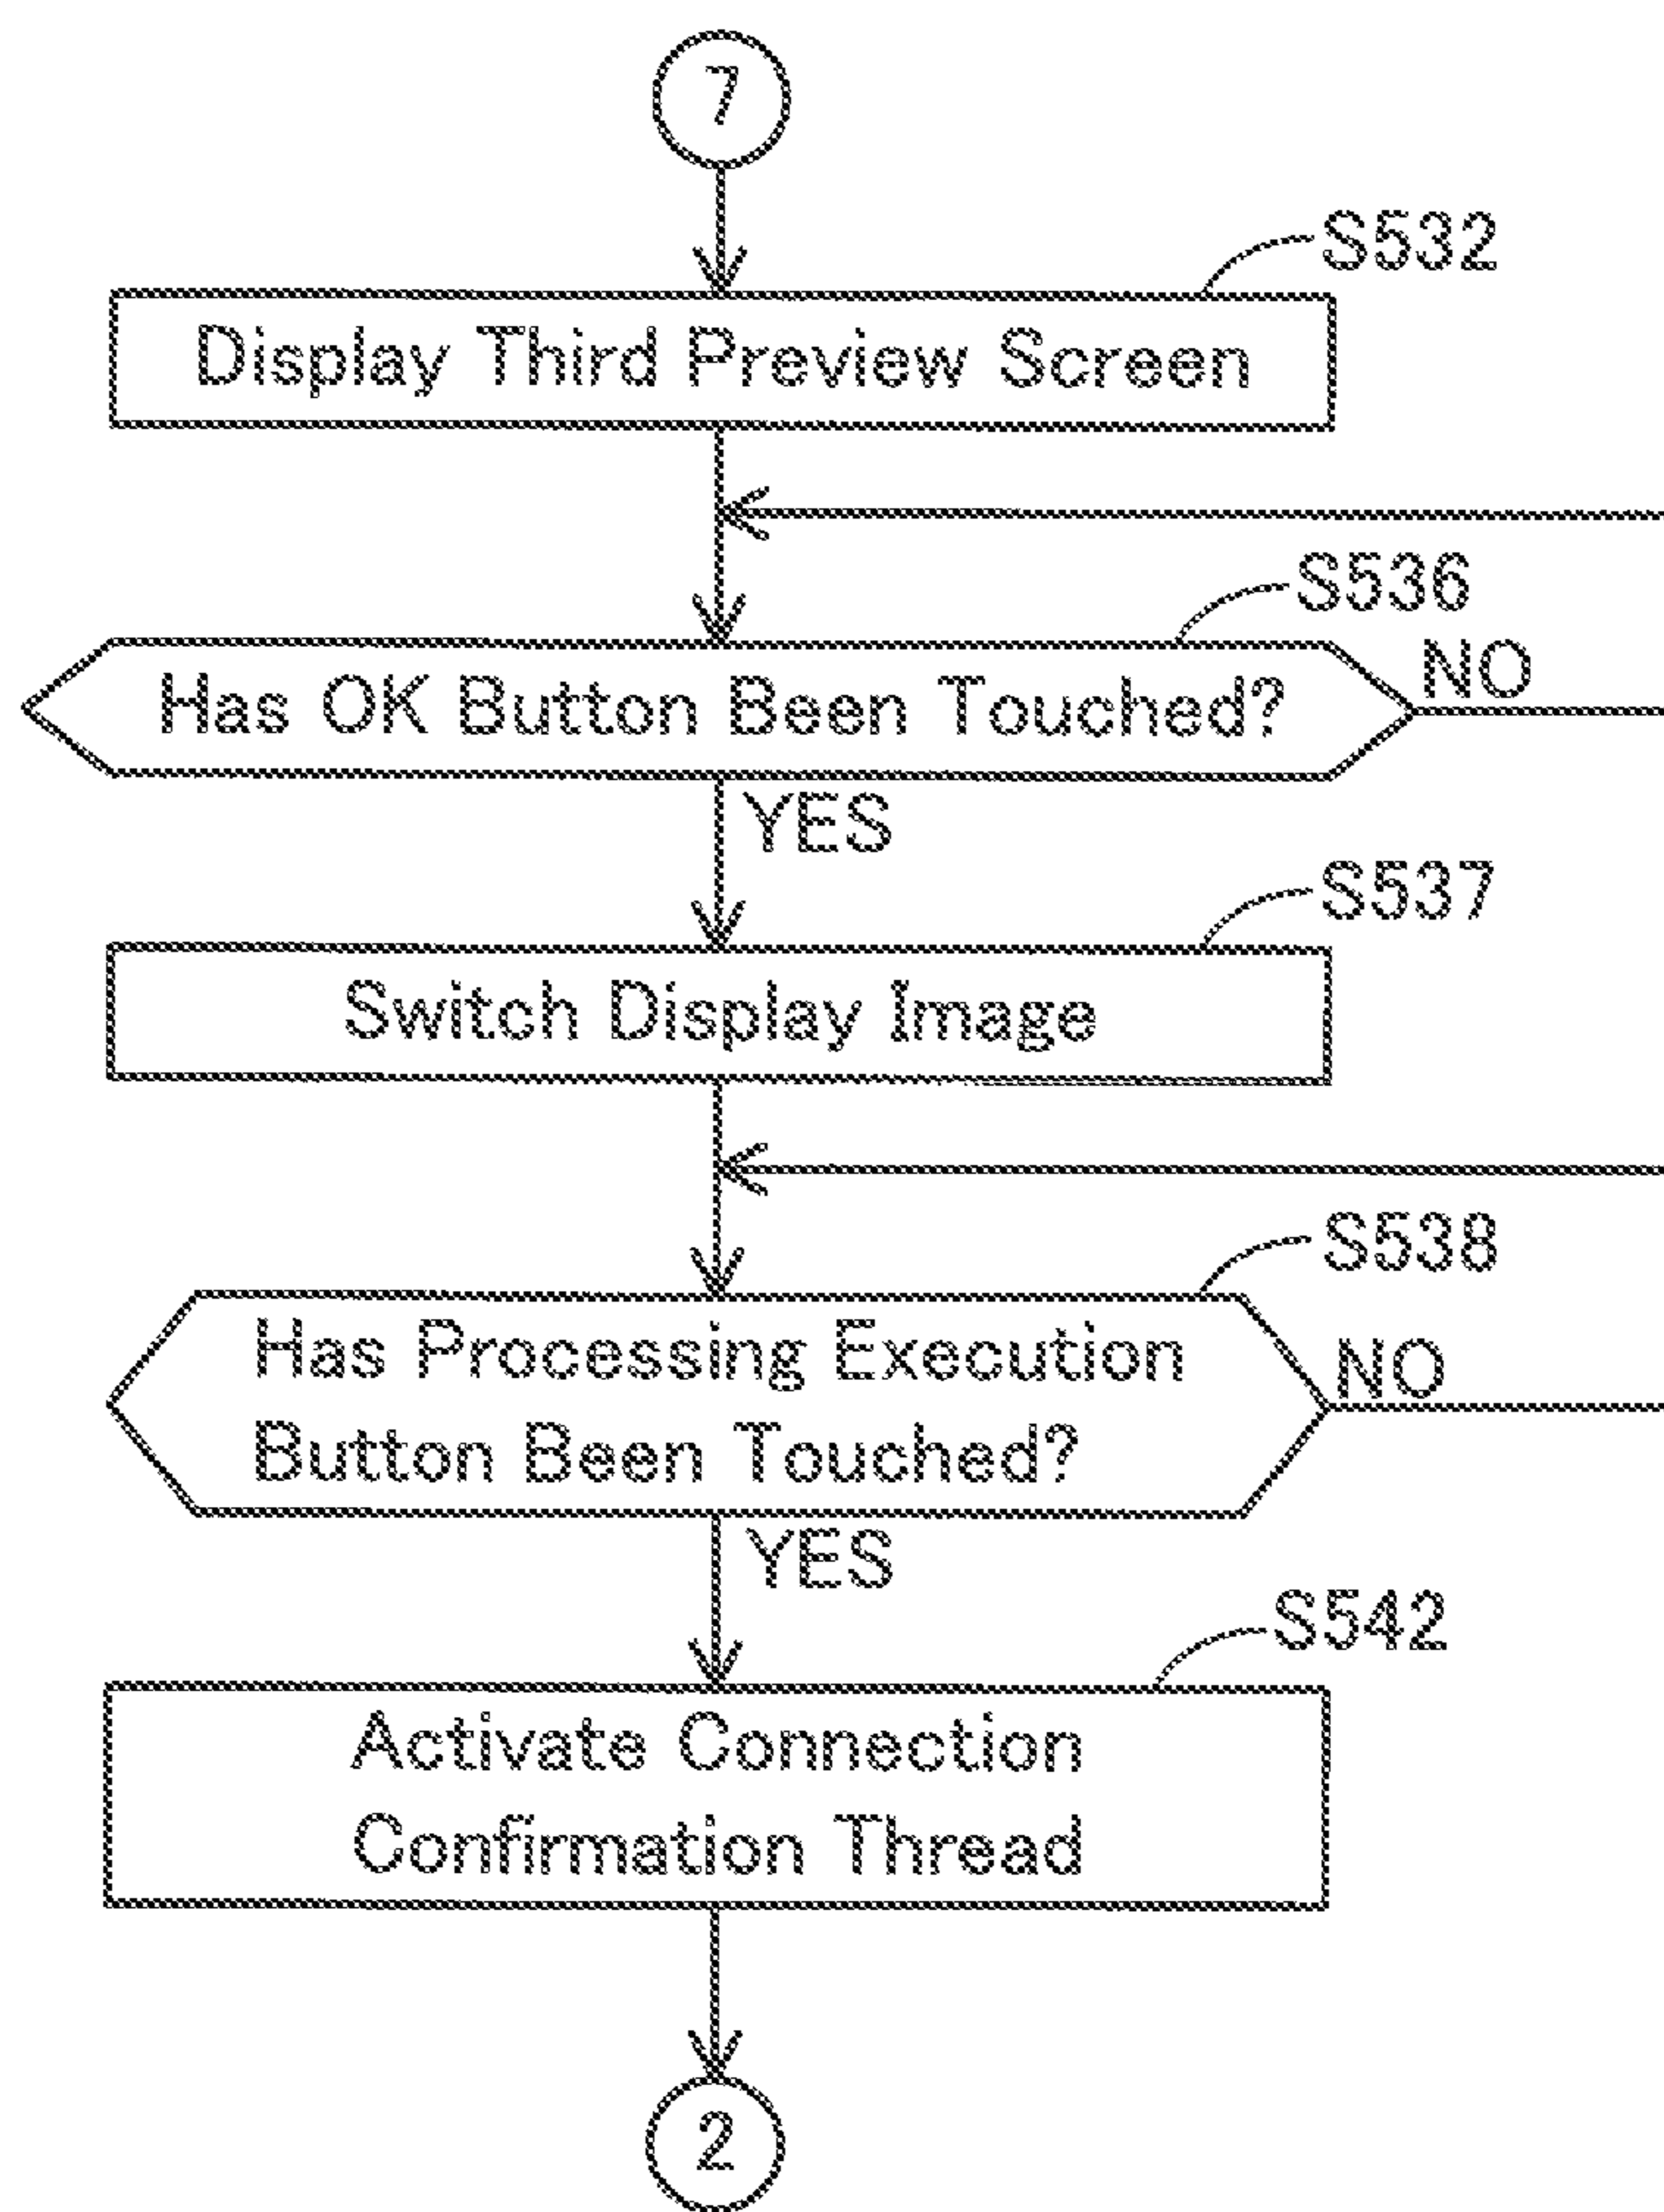 7
S532
Display Third Preview Screen
S536
Has OK Button Been Touched?
NO
YES
S537
Switch Display Image
S538
Has Processing Execution
Button Been Touched?
NO
YES
S542
Activate Connection
Confirmation Thread
2